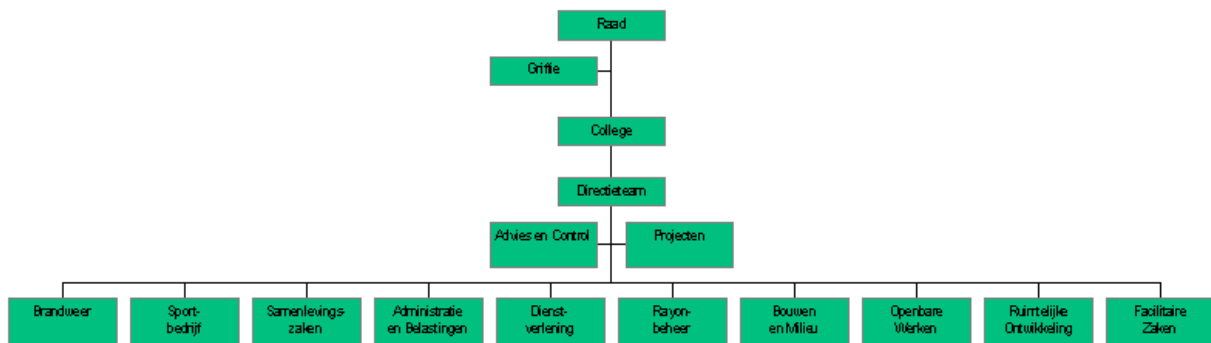 Raad
Griffie
College
Directieteam
Advies en Control
Projecten
Brandweer
Sport-
bedrijf
Samenlevings-
zaken
Administratie
en Belastingen
Dienst-
verlening
Rayon-
beheer
Bouwen
en Milieu
Openbare
Werken
Ruimtelijke
Ontwikkeling
Facilitaire
Zaken